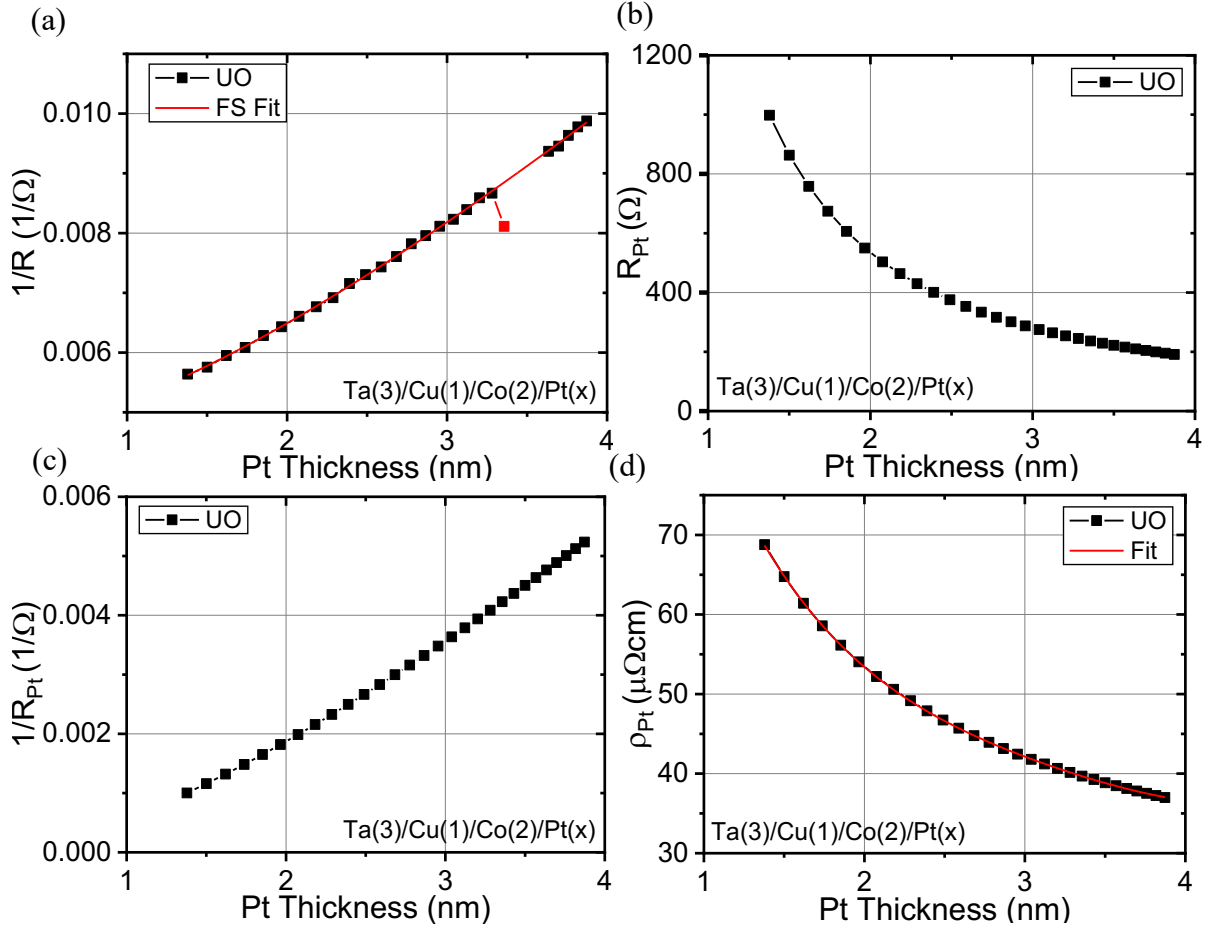 (a)
UO
FS Fit
0.010
0.008
0.006
1/R (1/Ω)
Ta(3)/Cu(1)/Co(2)/Pt(x)
1 2 3 4
Pt Thickness (nm)
(b)
UO
1200
800
400
0
R_Pt (Ω)
Ta(3)/Cu(1)/Co(2)/Pt(x)
1 2 3 4
Pt Thickness (nm)
(c)
UO
0.006
0.004
0.002
0.000
1/R_Pt (1/Ω)
Ta(3)/Cu(1)/Co(2)/Pt(x)
1 2 3 4
Pt Thickness (nm)
(d)
UO
Fit
70
60
50
40
30
ρ_Pt (μΩcm)
Ta(3)/Cu(1)/Co(2)/Pt(x)
1 2 3 4
Pt Thickness (nm)